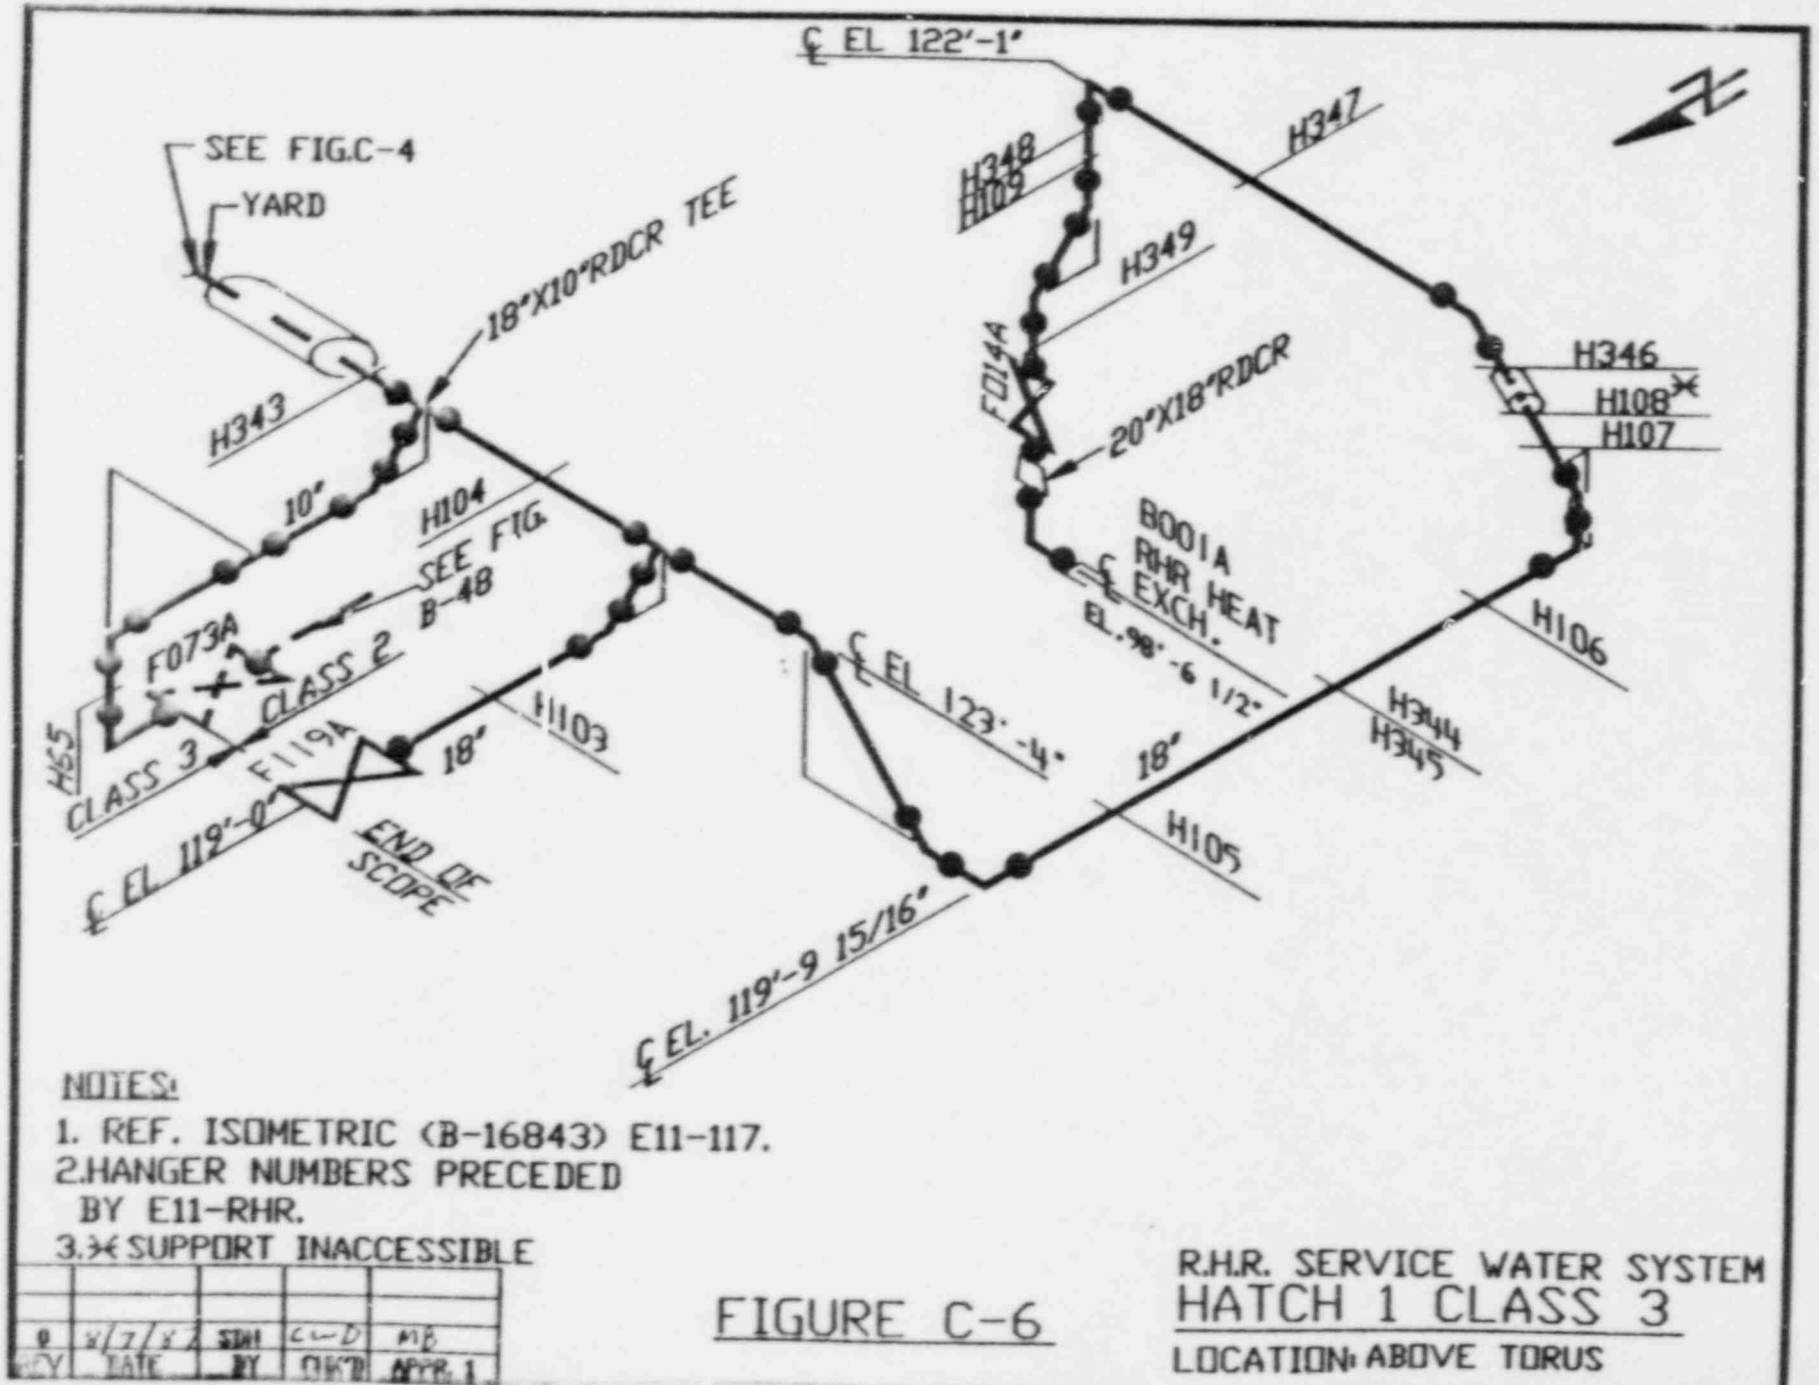 ℄ EL 122'-1"
SEE FIG.C-4
YARD
18"X10"RDCR TEE
H348
H109
H347
H349
F014A
20"X18"RDCR
H346
H108*
H107
H343
10"
H104
SEE FIG.
B-48
F073A
CLASS 2
H65
CLASS 3
F119A
18"
H103
℄ EL 119'-0"
END OF
SCOPE
℄ EL 123'-4"
B001A
RHR HEAT
EXCH.
℄
EL.98'-6 1/2"
H106
H344
H345
18"
H105
℄ EL. 119'-9 15/16"
NOTES:
1. REF. ISOMETRIC (B-16843) E11-117.
2.HANGER NUMBERS PRECEDED
BY E11-RHR.
3.* SUPPORT INACCESSIBLE
0 CWD MB
REV DATE BY CHK'D APPR. 1
FIGURE C-6
R.H.R. SERVICE WATER SYSTEM
HATCH 1 CLASS 3
LOCATION: ABOVE TORUS